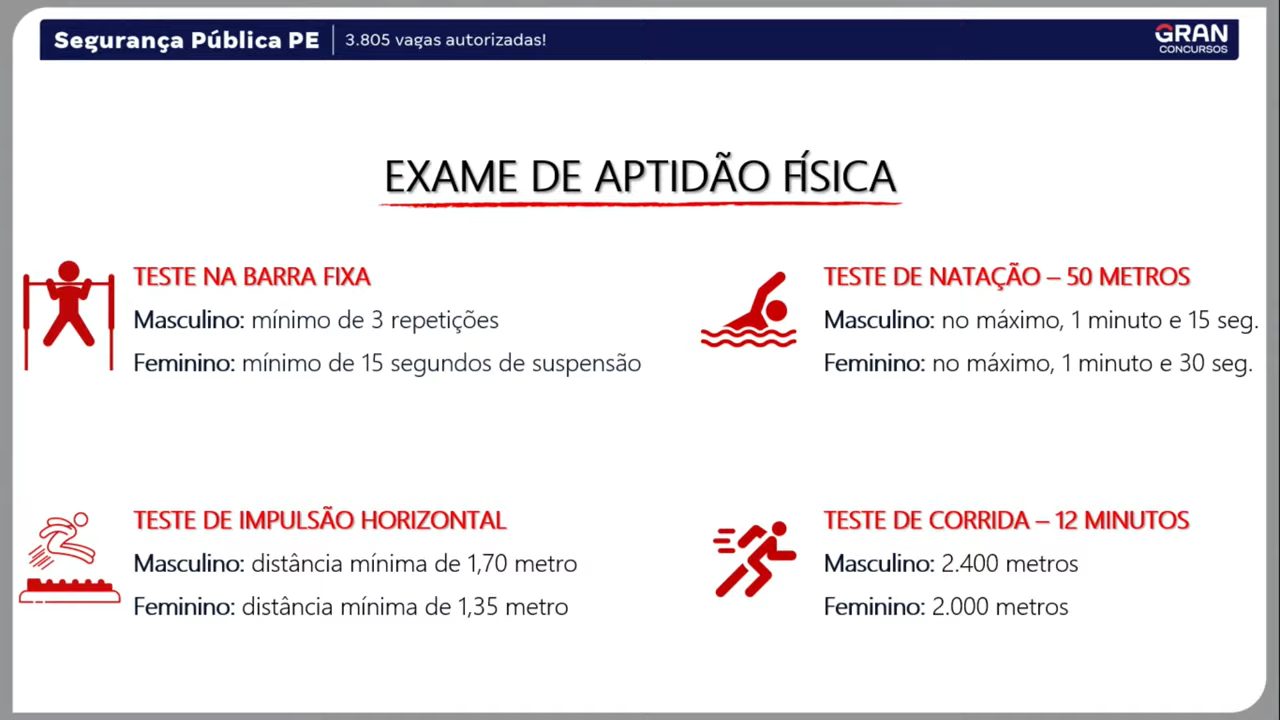 Segurança Pública PE
3.805 vagas autorizadas!
GRAN
CONCURSOS
EXAME DE APTIDÃO FÍSICA
TESTE NA BARRA FIXA
Masculino: mínimo de 3 repetições
Feminino: mínimo de 15 segundos de suspensão
TESTE DE NATAÇÃO – 50 METROS
Masculino: no máximo, 1 minuto e 15 seg.
Feminino: no máximo, 1 minuto e 30 seg.
TESTE DE IMPULSÃO HORIZONTAL
Masculino: distância mínima de 1,70 metro
Feminino: distância mínima de 1,35 metro
TESTE DE CORRIDA – 12 MINUTOS
Masculino: 2.400 metros
Feminino: 2.000 metros